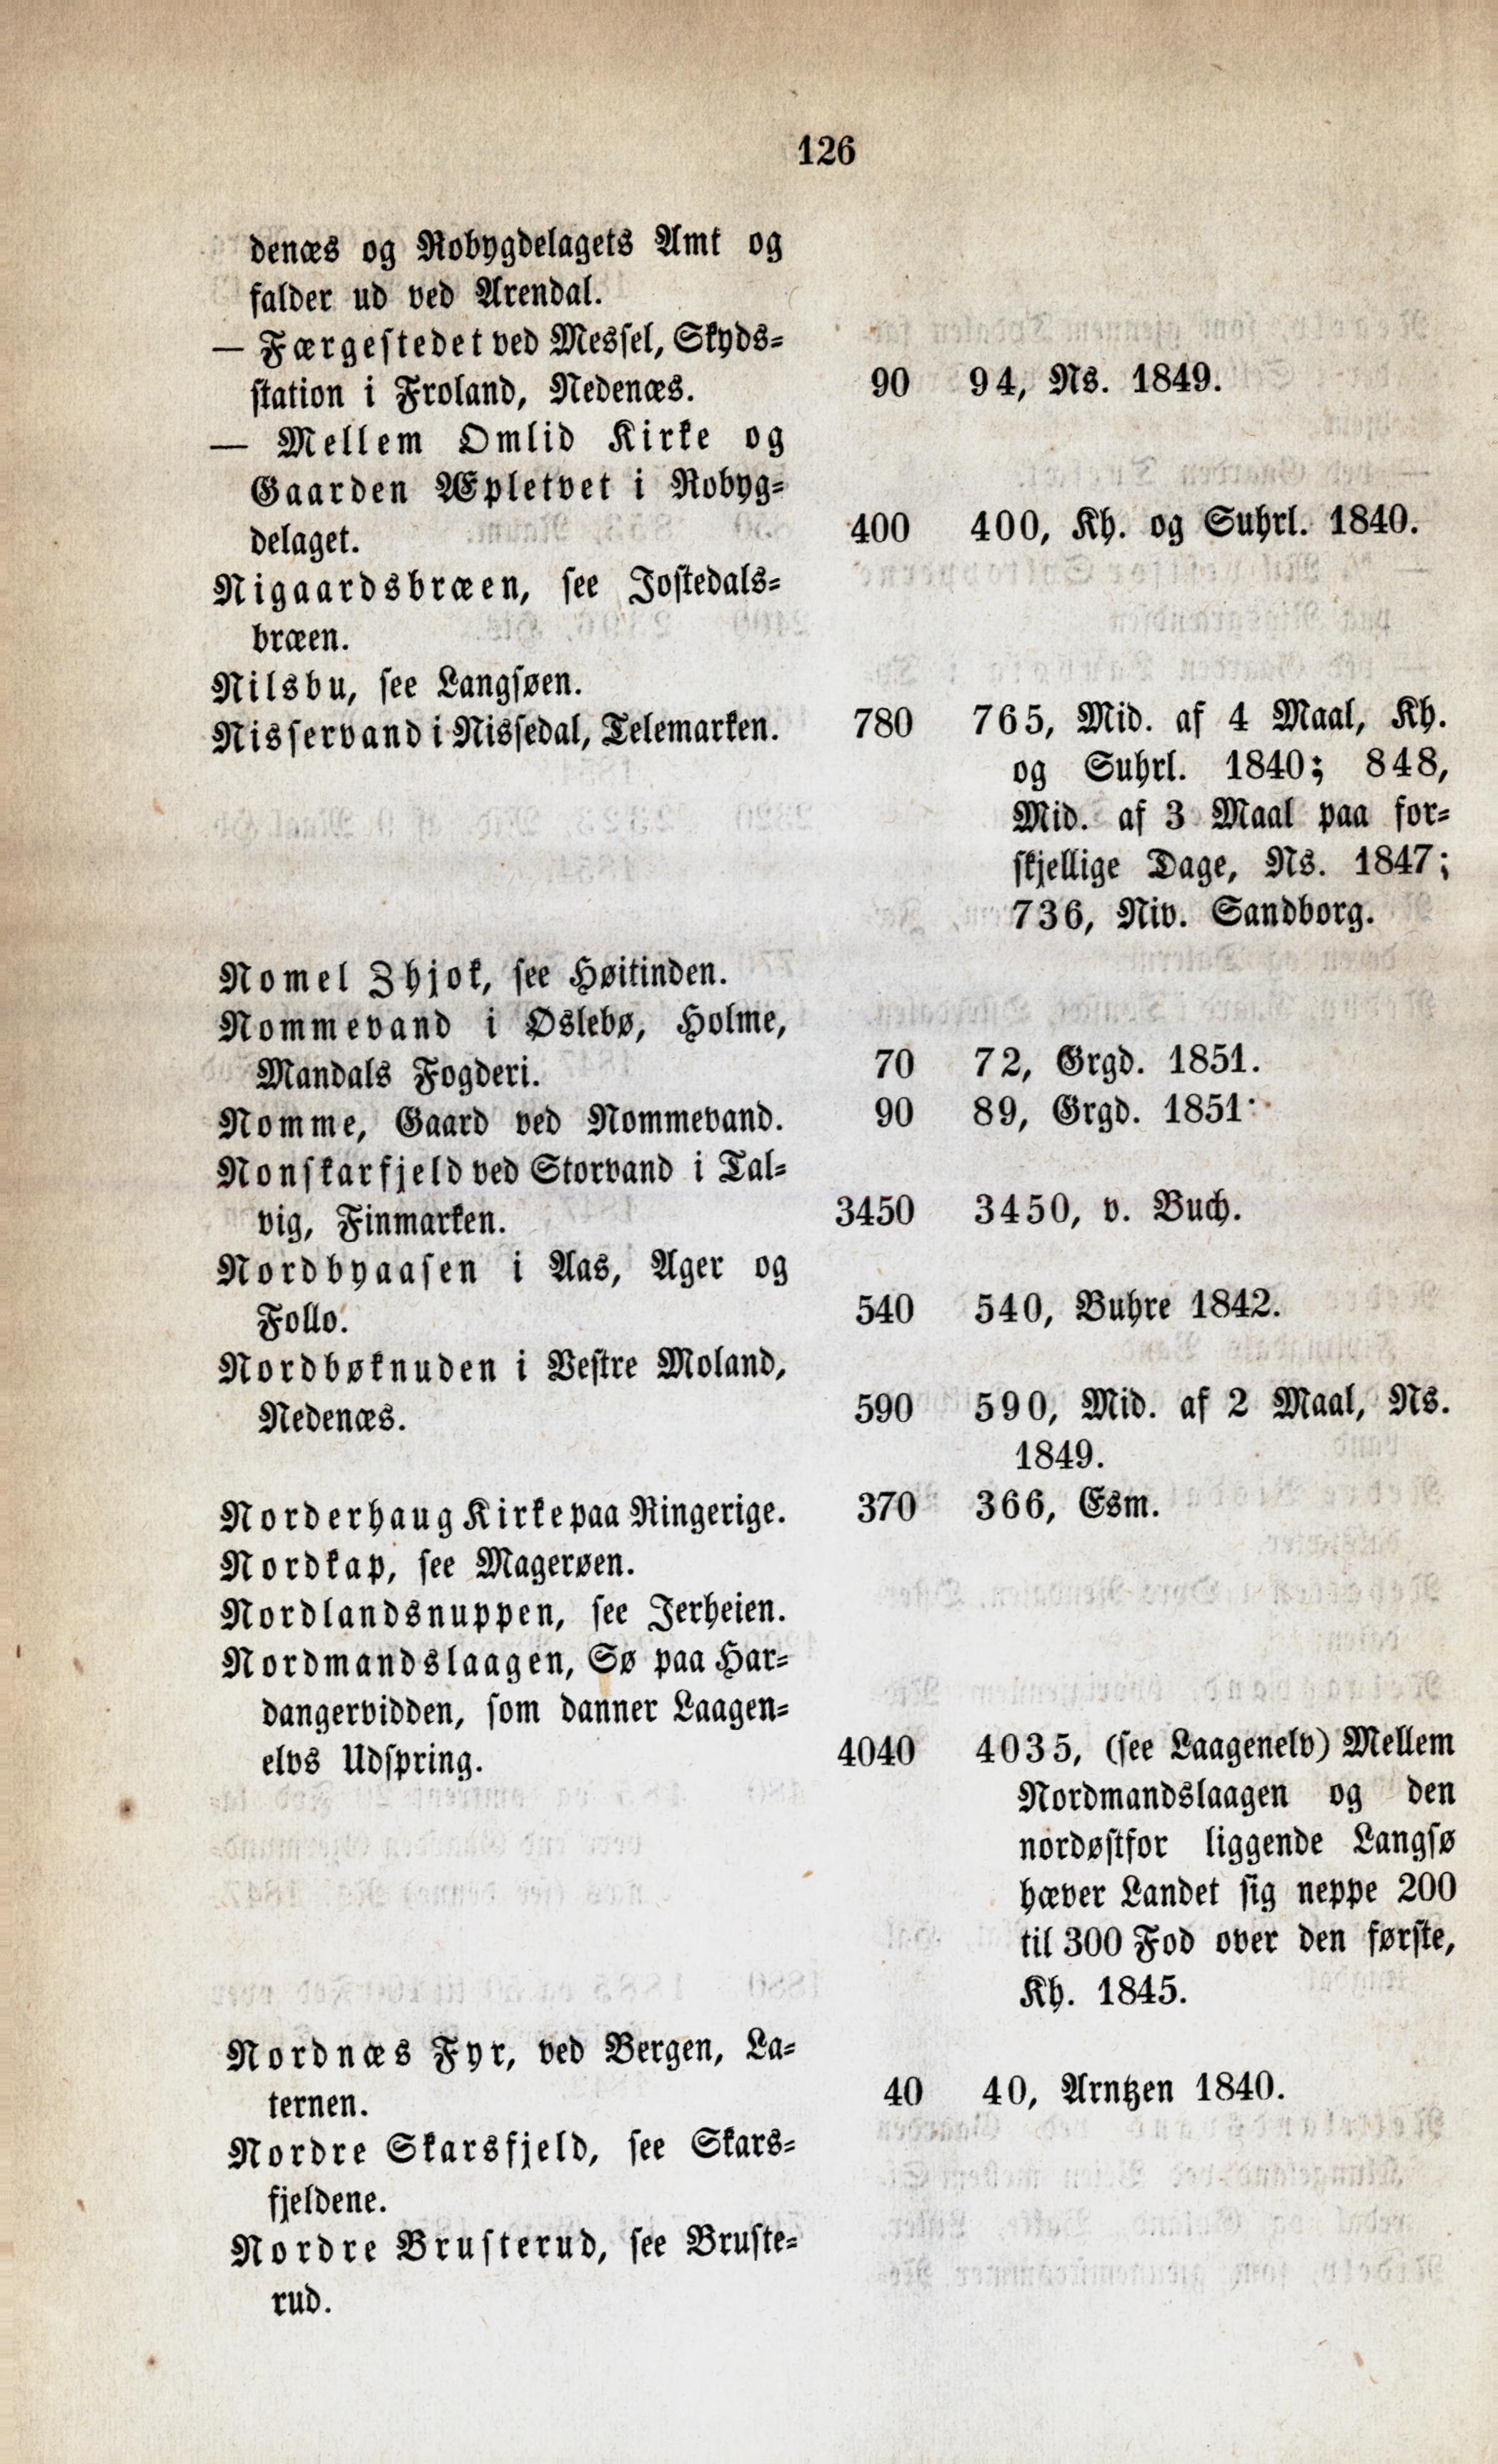 126
denæs og Robygdelagets Amt og
falder ud ved Arendal.
— Færgestedet ved Messel, Skyds-
station i Froland, Nedenæs. 90 94, Ns. 1849.
— Mellem Omlid Kirke og
Gaarden Æpletvet i Robyg-
delaget. 400 400, Kh. og Suhrl. 1840.
Nigaardsbræen, see Jostedals-
bræen.
Nilsbu, see Langsøen.
Nisservand i Nissedal, Telemarken. 780 765, Mid. af 4 Maal, Kh.
og Suhrl. 1840; 848,
Mid. af 3 Maal paa for-
skjellige Dage, Ns. 1847;
736, Niv. Sandborg.
Nomel Zhjok, see Høitinden.
Nommevand i Øslebø, Holme,
Mandals Fogderi. 70 72, Grgd. 1851.
Nomme, Gaard ved Nommevand. 90 89, Grgd. 1851.
Nonskarfjeld ved Storvand i Tal-
vig, Finmarken. 3450 3450, v. Buch.
Nordbyaasen i Aas, Ager og
Follo. 540 540, Buhre 1842.
Nordbøknuden i Vestre Moland,
Nedenæs. 590 590, Mid. af 2 Maal, Ns.
1849.
Norderhaug Kirke paa Ringerige. 370 366, Esm.
Nordkap, see Magerøen.
Nordlandsnuppen, see Jerheien.
Nordmandslaagen, Sø paa Har-
dangervidden, som danner Laagen-
elvs Udspring. 4040 4035, (see Laagenelv) Mellem
Nordmandslaagen og den
nordøstfor liggende Langsø
hæver Landet sig neppe 200
til 300 Fod over den første,
Kh. 1845.
Nordnæs Fyr, ved Bergen, La-
ternen. 40 40, Arntzen 1840.
Nordre Skarsfjeld, see Skars-
fjeldene.
Nordre Brusterud, see Bruste-
rud.